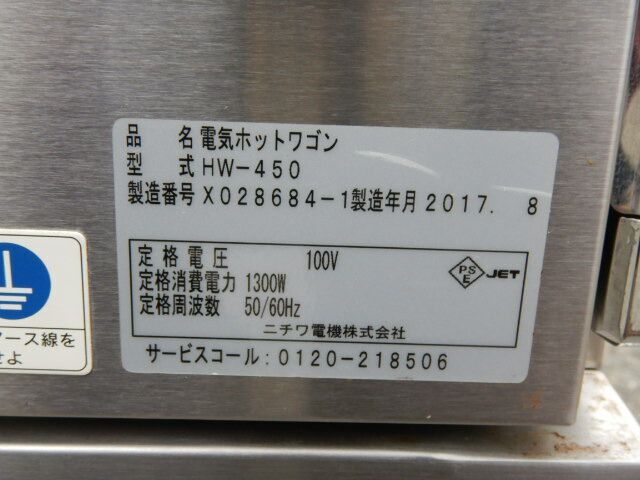 品 名 電気ホットワゴン
型 式 HW-450
製造番号 X028684-1 製造年月 2017. 8
定格電圧 100V
定格消費電力 1300W
定格周波数 50/60Hz
PSE JET
ニチワ電機株式会社
サービスコール:0120-218506
アース線を
せよ